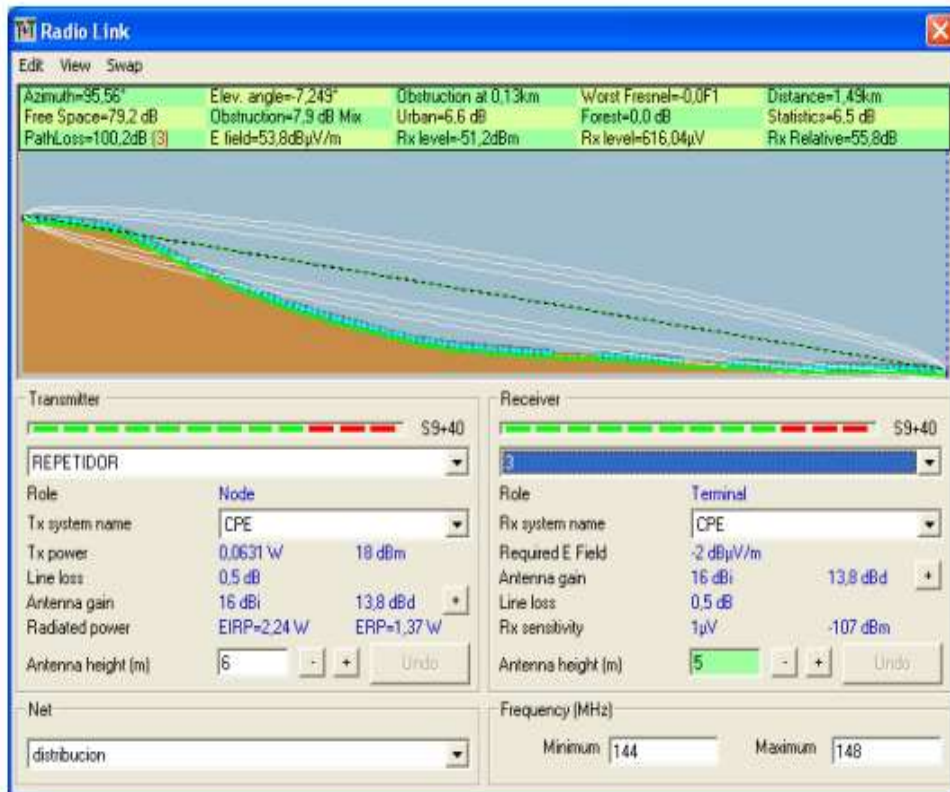 Radio Link
Edit View Swap
Azimuth=95,56° Elev. angle=-7,249° Obstruction at 0,13km Worst Fresnel=-0,0F1 Distance=1,49km
Free Space=79,2 dB Obstruction=7,9 dB Mix Urban=6,6 dB Forest=0,0 dB Statistics=6,5 dB
PathLoss=100,2dB (3) E field=53,8dBµV/m Rx level=-51,2dBm Rx level=616,04µV Rx Relative=55,8dB
Transmitter
S9+40
REPETIDOR
Role Node
Tx system name CPE
Tx power 0,0631 W 18 dBm
Line loss 0,5 dB
Antenna gain 16 dBi 13,8 dBd +
Radiated power EIRP=2,24 W ERP=1,37 W
Antenna height (m) 6 - + Undo
Receiver
S9+40
3
Role Terminal
Rx system name CPE
Required E Field -2 dBµV/m
Antenna gain 16 dBi 13,8 dBd +
Line loss 0,5 dB
Rx sensitivity 1µV -107 dBm
Antenna height (m) 5 - + Undo
Net
distribucion
Frequency (MHz)
Minimum 144 Maximum 148